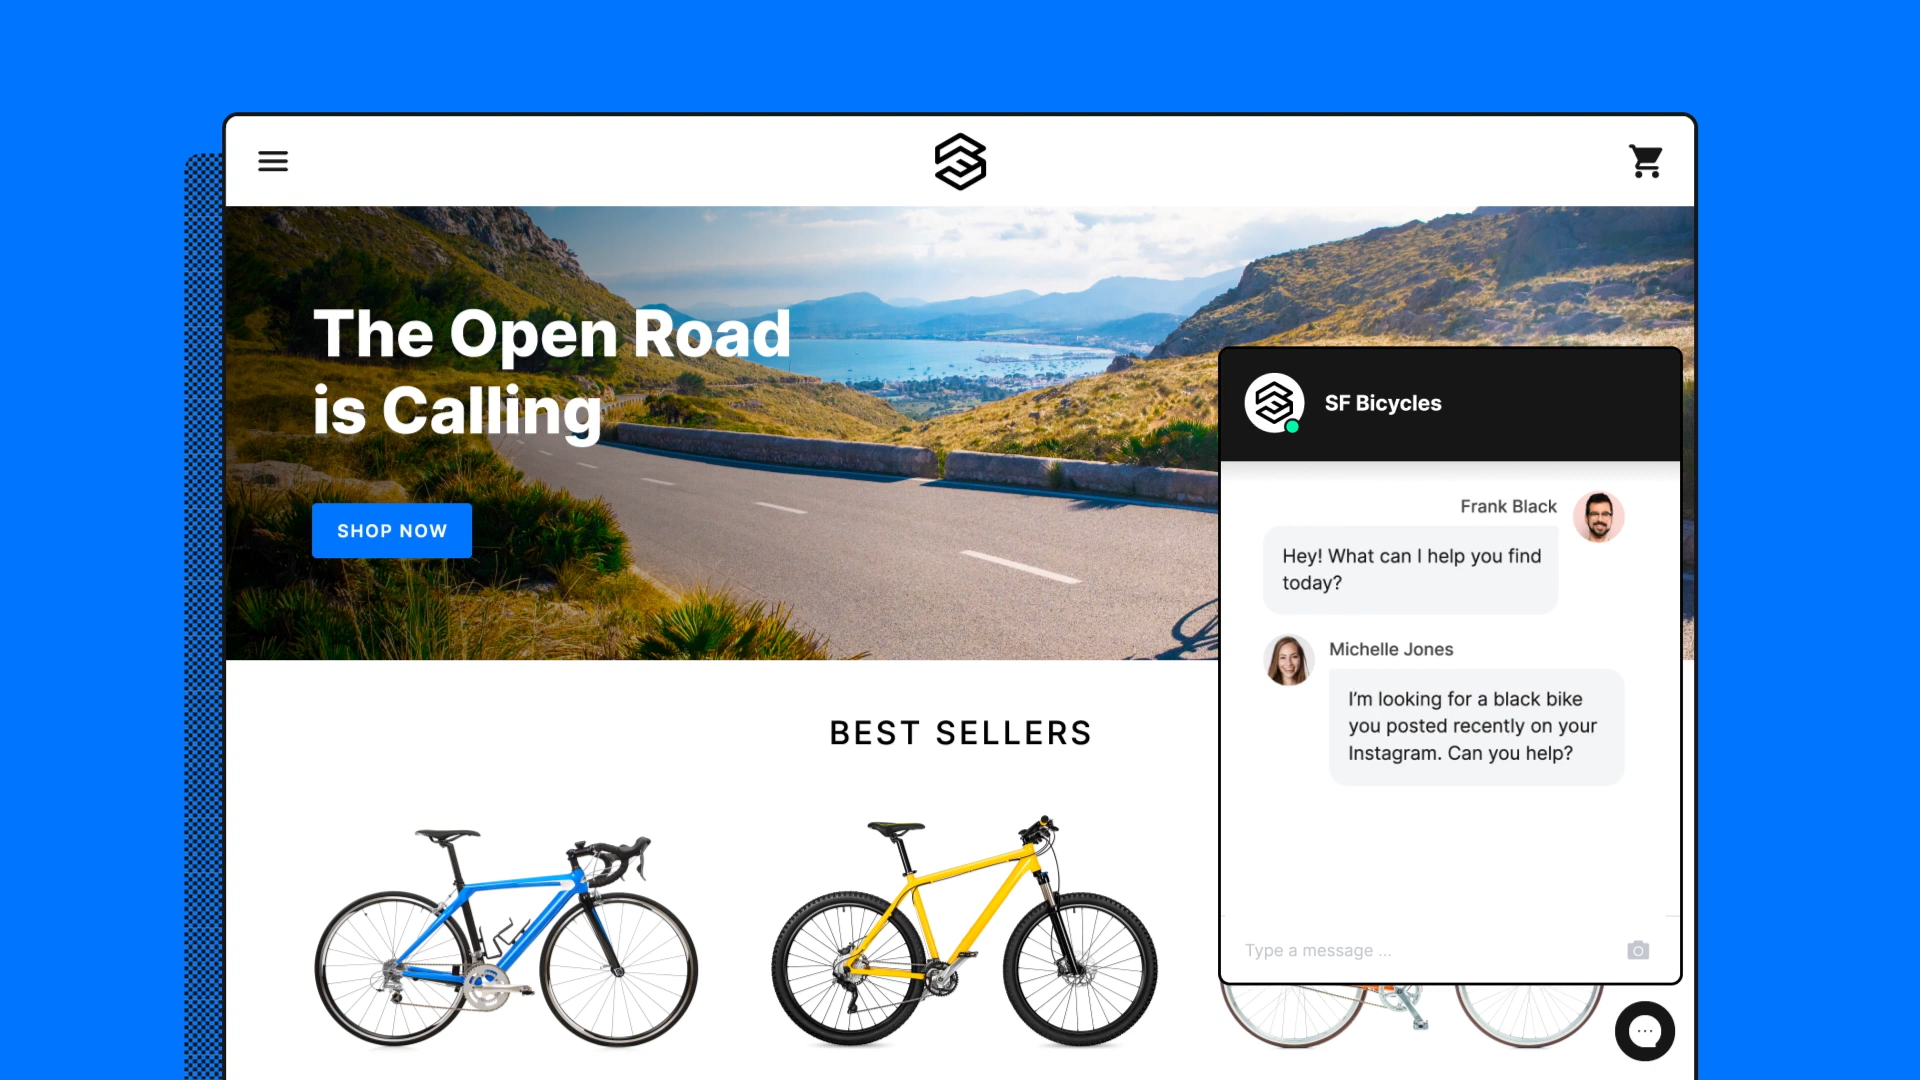 The Open Road
is Calling
SHOP NOW
SF Bicycles
Frank Black
Hey! What can I help you find
today?
Michelle Jones
I'm looking for a black bike
you posted recently on your
Instagram. Can you help?
Type a message ...
BEST SELLERS